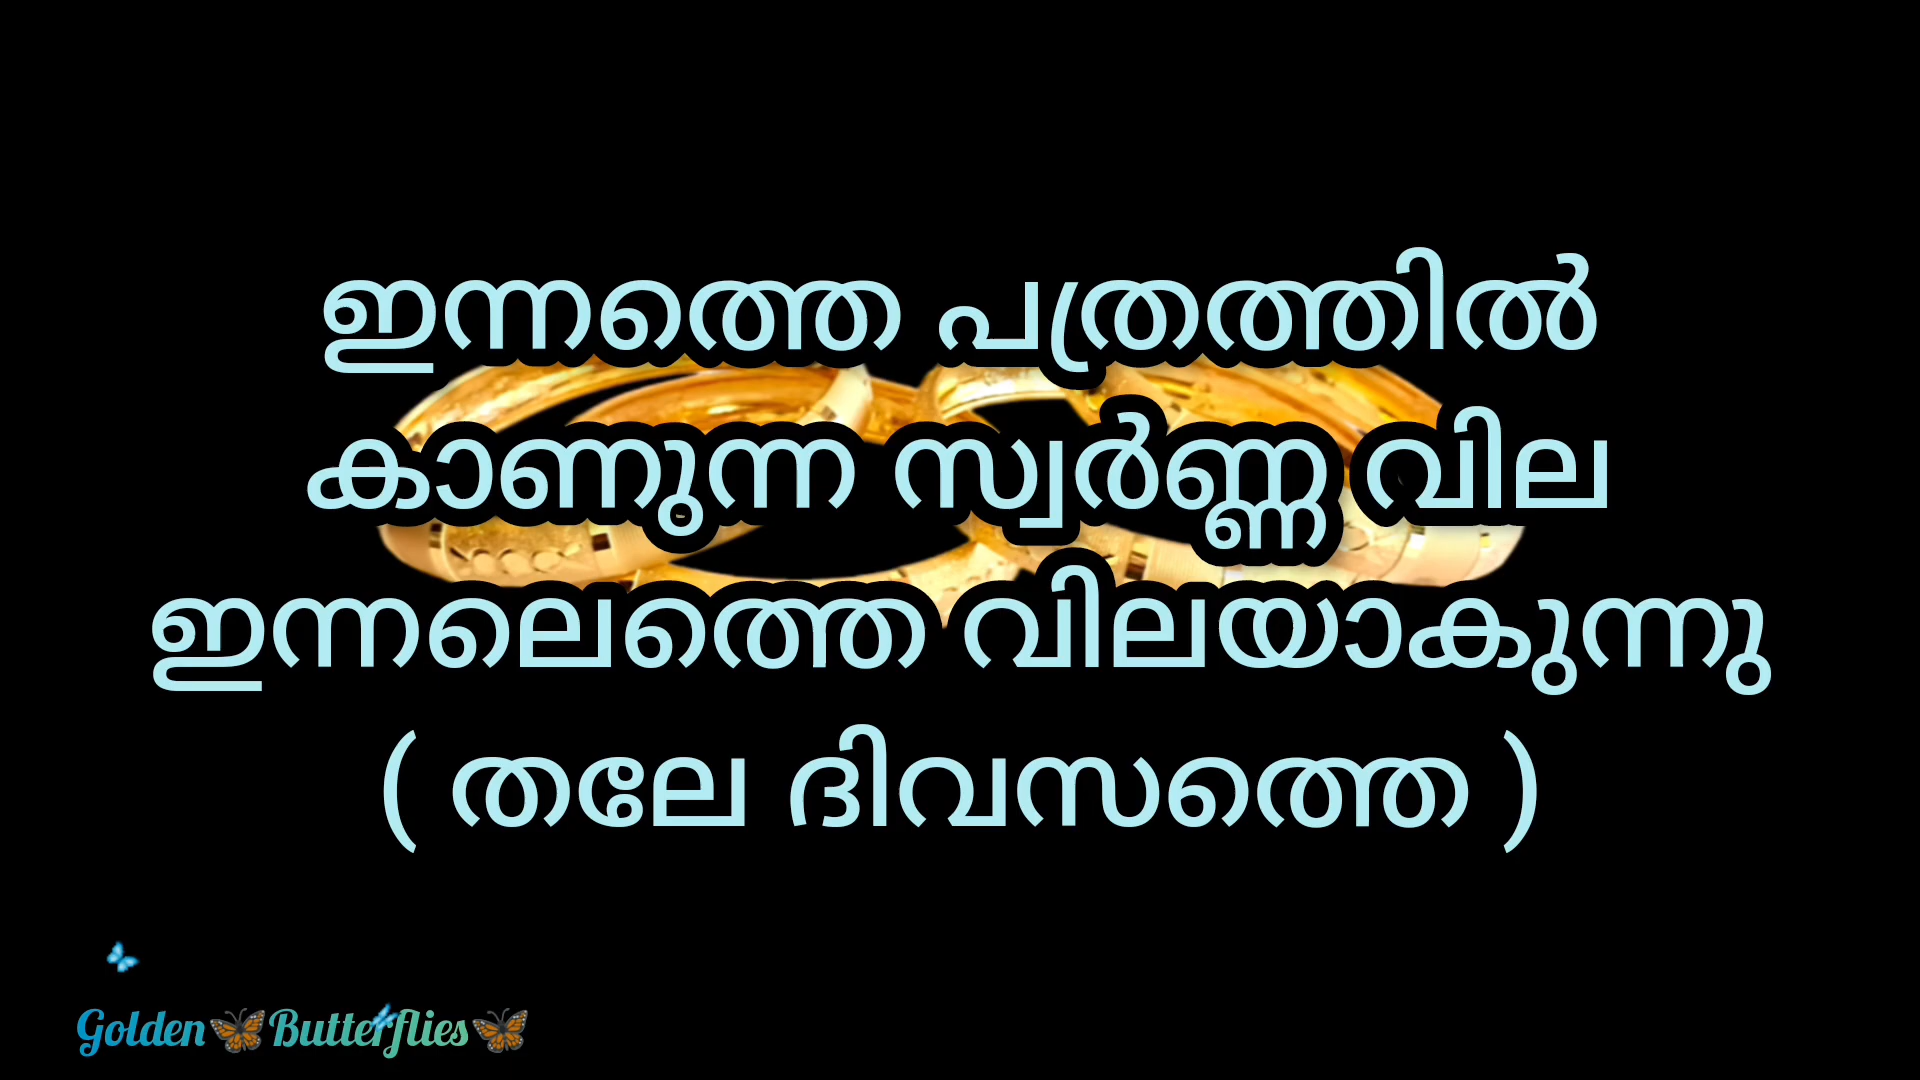 ഇന്നത്തെ പത്രത്തിൽ
കാണുന്ന സ്വർണ്ണ വില
ഇന്നലെത്തെ വിലയാകുന്നു
( തലേ ദിവസത്തെ )
Golden🦋Butterflies🦋